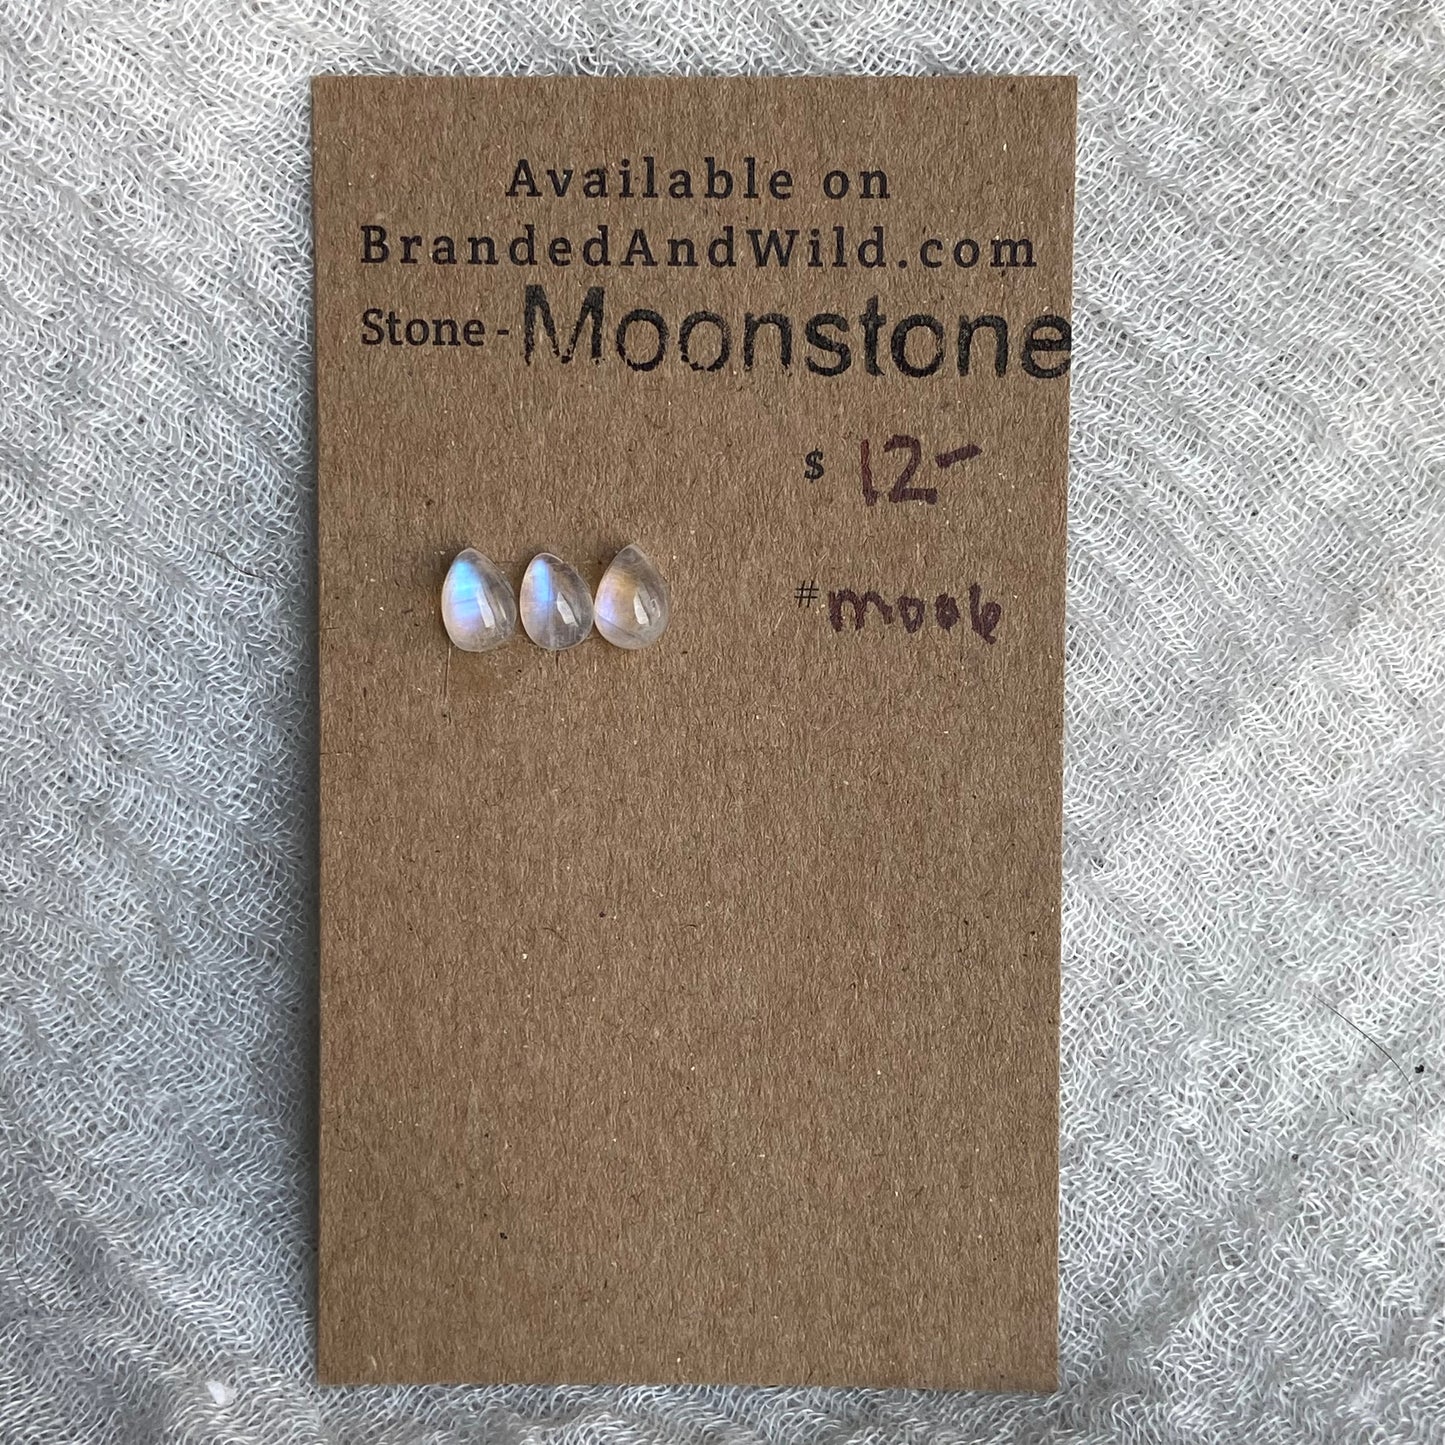 Available on
BrandedAndWild.com
Stone - Moonstone
$ 12-
#moo6